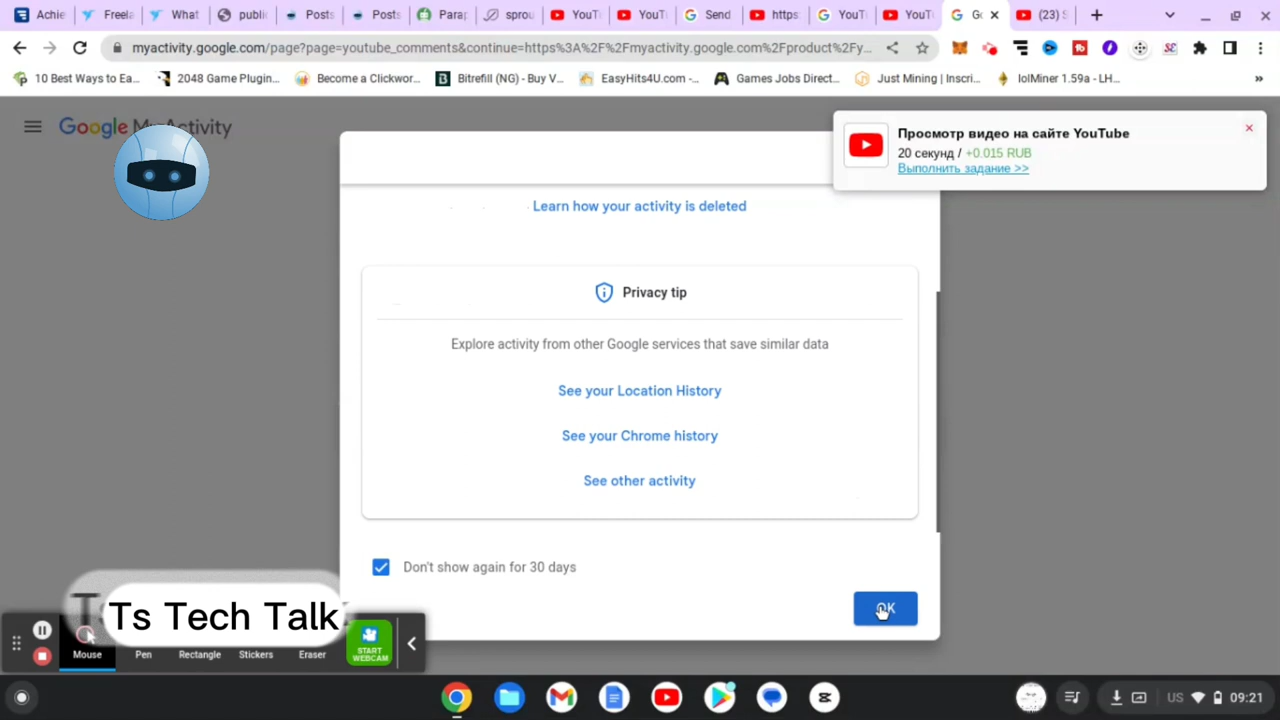 Achie
Freela
What
public
Posts
Posts
Parap
sprou
YouTu
YouTu
Send
https:
YouTu
YouTu
Go
(23) S
myactivity.google.com/page?page=youtube_comments&continue=https%3A%2F%2Fmyactivity.google.com%2Fproduct%2Fy...
10 Best Ways to Ea...
2048 Game Plugin...
Become a Clickwor...
Bitrefill (NG) - Buy V...
EasyHits4U.com -...
Games Jobs Direct...
Just Mining | Inscri...
lolMiner 1.59a - LH...
»
Google My Activity
Просмотр видео на сайте YouTube
20 секунд / +0.015 RUB
Выполнить задание >>
Learn how your activity is deleted
Privacy tip
Explore activity from other Google services that save similar data
See your Location History
See your Chrome history
See other activity
Don't show again for 30 days
OK
Ts Tech Talk
Mouse
Pen
Rectangle
Stickers
Eraser
START
WEBCAM
US
09:21